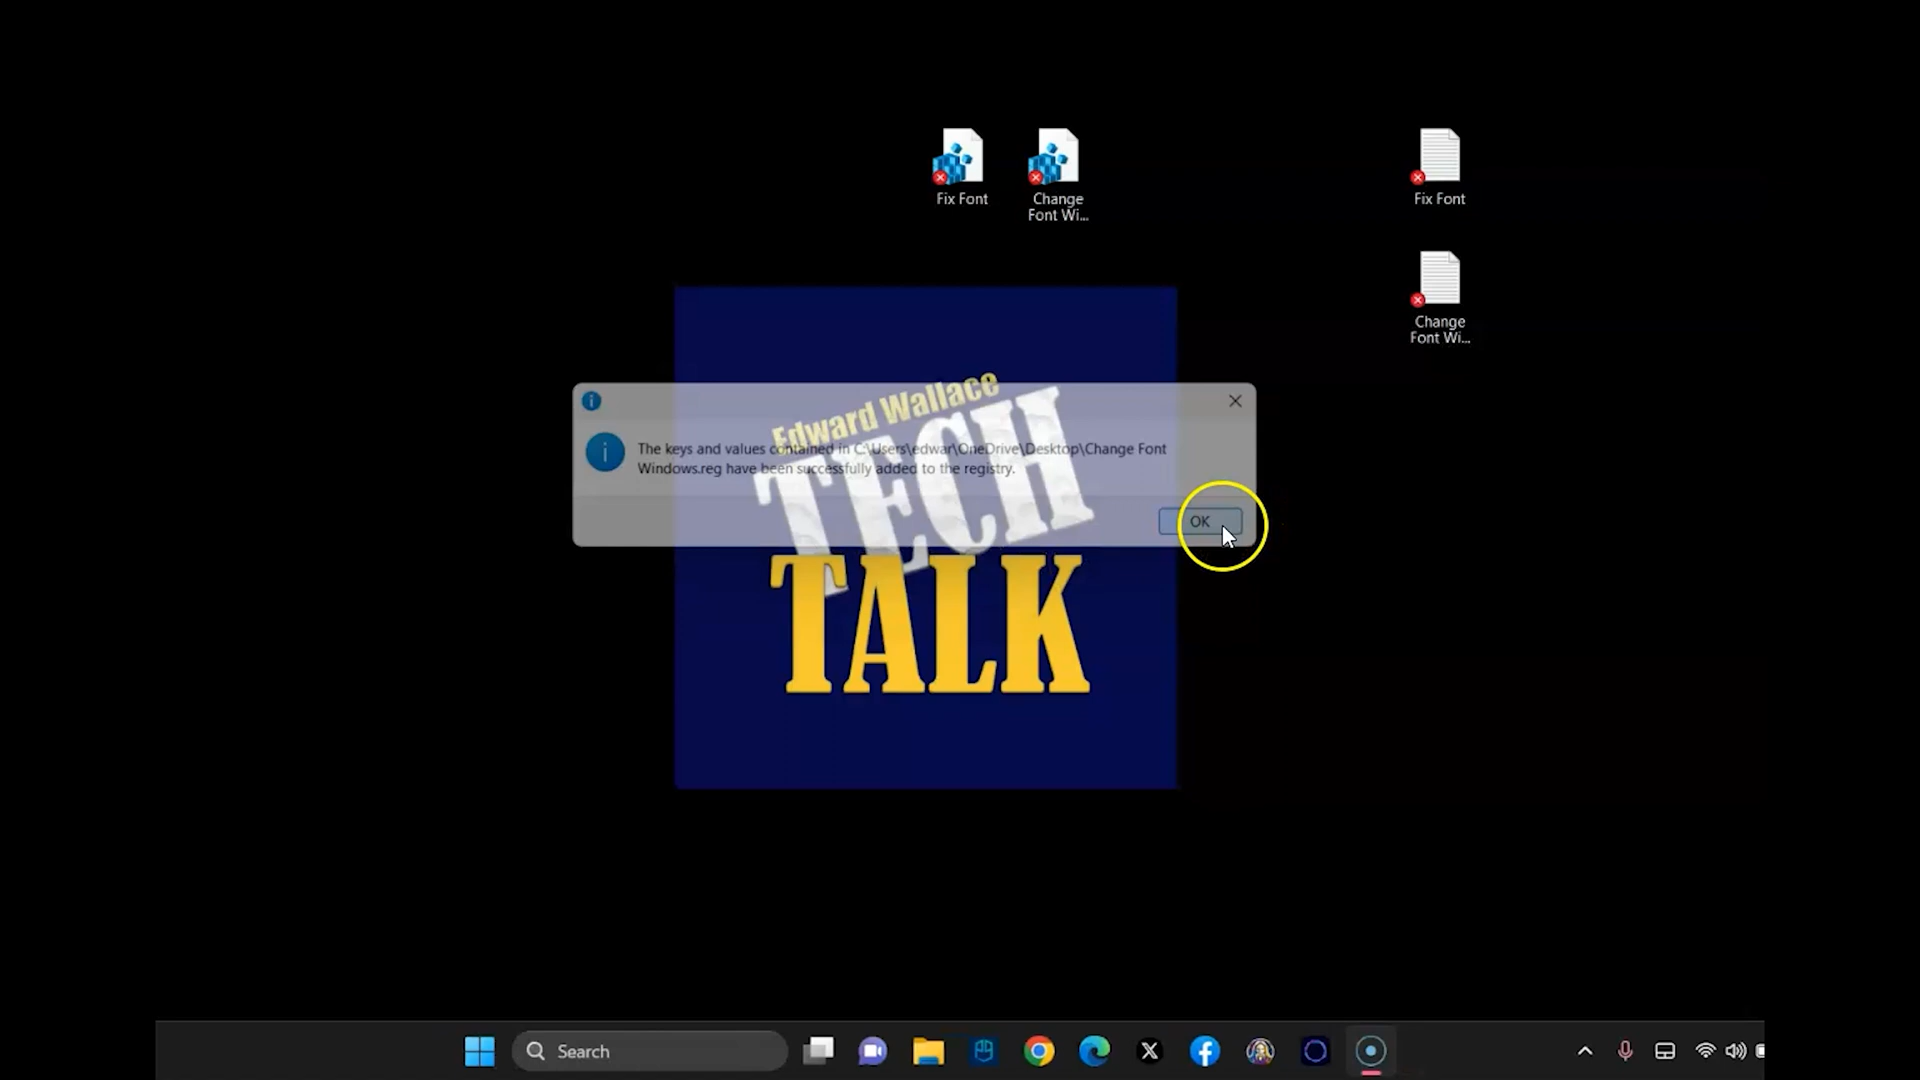 Fix Font
Change
Font Wi...
Fix Font
Change
Font Wi...
Edward Wallace
TECH
TALK
The keys and values contained in C:\Users\edwar\OneDrive\Desktop\Change Font
Windows.reg have been successfully added to the registry.
OK
Search